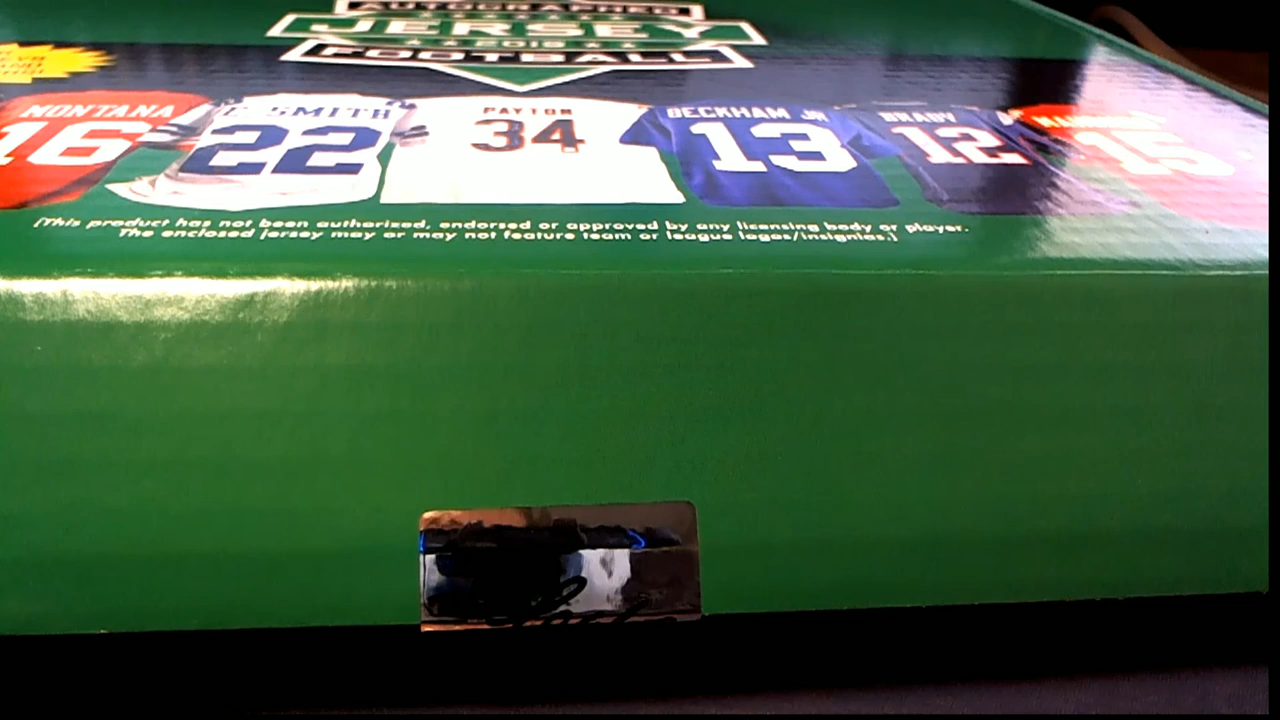 AUTOGRAPHED
JERSEY
2018
FOOTBALL
MONTANA
16
E. SMITH
22
PAYTON
34
BECKHAM JR
13
BRADY
12
15
(This product has not been authorized, endorsed or approved by any licensing body or player.
The enclosed jersey may or may not feature team or league logos/insignias.)